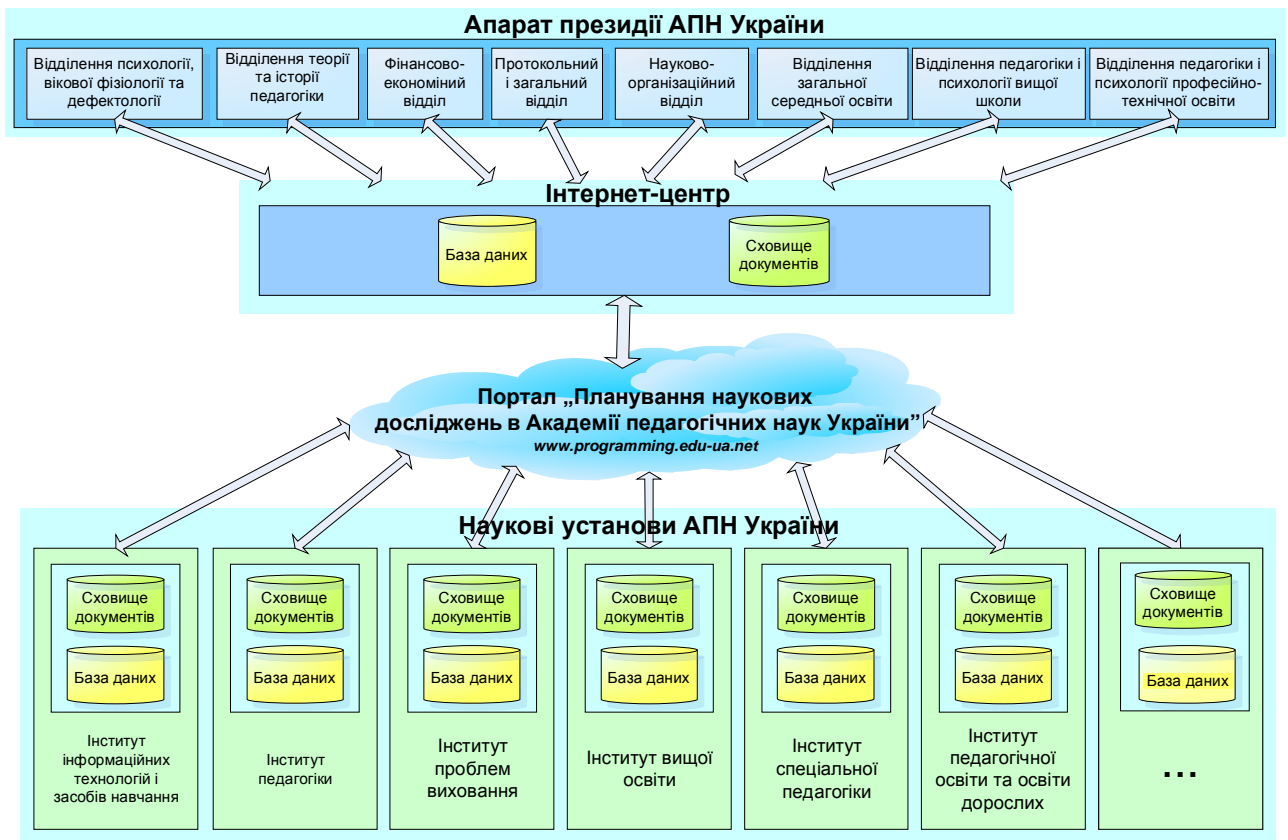 Апарат президії АПН України
Відділення психології,
вікової фізіології та
дефектології
Відділення теорії
та історії
педагогіки
Фінансово-
економіний
відділ
Протокольний
і загальний
відділ
Науково-
організаційний
відділ
Відділення
загальної
середньої освіти
Відділення педагогіки і
психології вищої
школи
Відділення педагогіки і
психології професійно-
технічної освіти
Інтернет-центр
База даних
Сховище
документів
Портал „Планування наукових
досліджень в Академії педагогічних наук України”
www.programming.edu-ua.net
Наукові установи АПН України
Сховище
документів
База даних
Інститут
інформаційних
технологій і
засобів навчання
Сховище
документів
База даних
Інститут
педагогіки
Сховище
документів
База даних
Інститут
проблем
виховання
Сховище
документів
База даних
Інститут вищої
освіти
Сховище
документів
База даних
Інститут
спеціальної
педагогіки
Сховище
документів
База даних
Інститут
педагогічної
освіти та освіти
дорослих
Сховище
документів
База даних
...